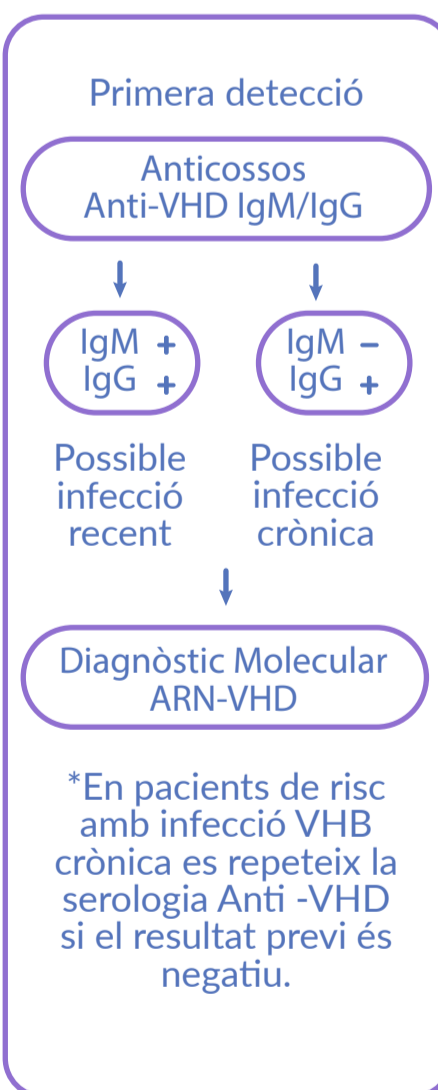 Primera detecció
Anticossos
Anti-VHD IgM/IgG
IgM +
IgG +
IgM –
IgG +
Possible
infecció
recent
Possible
infecció
crònica
Diagnòstic Molecular
ARN-VHD
*En pacients de risc
amb infecció VHB
crònica es repeteix la
serologia Anti -VHD
si el resultat previ és
negatiu.